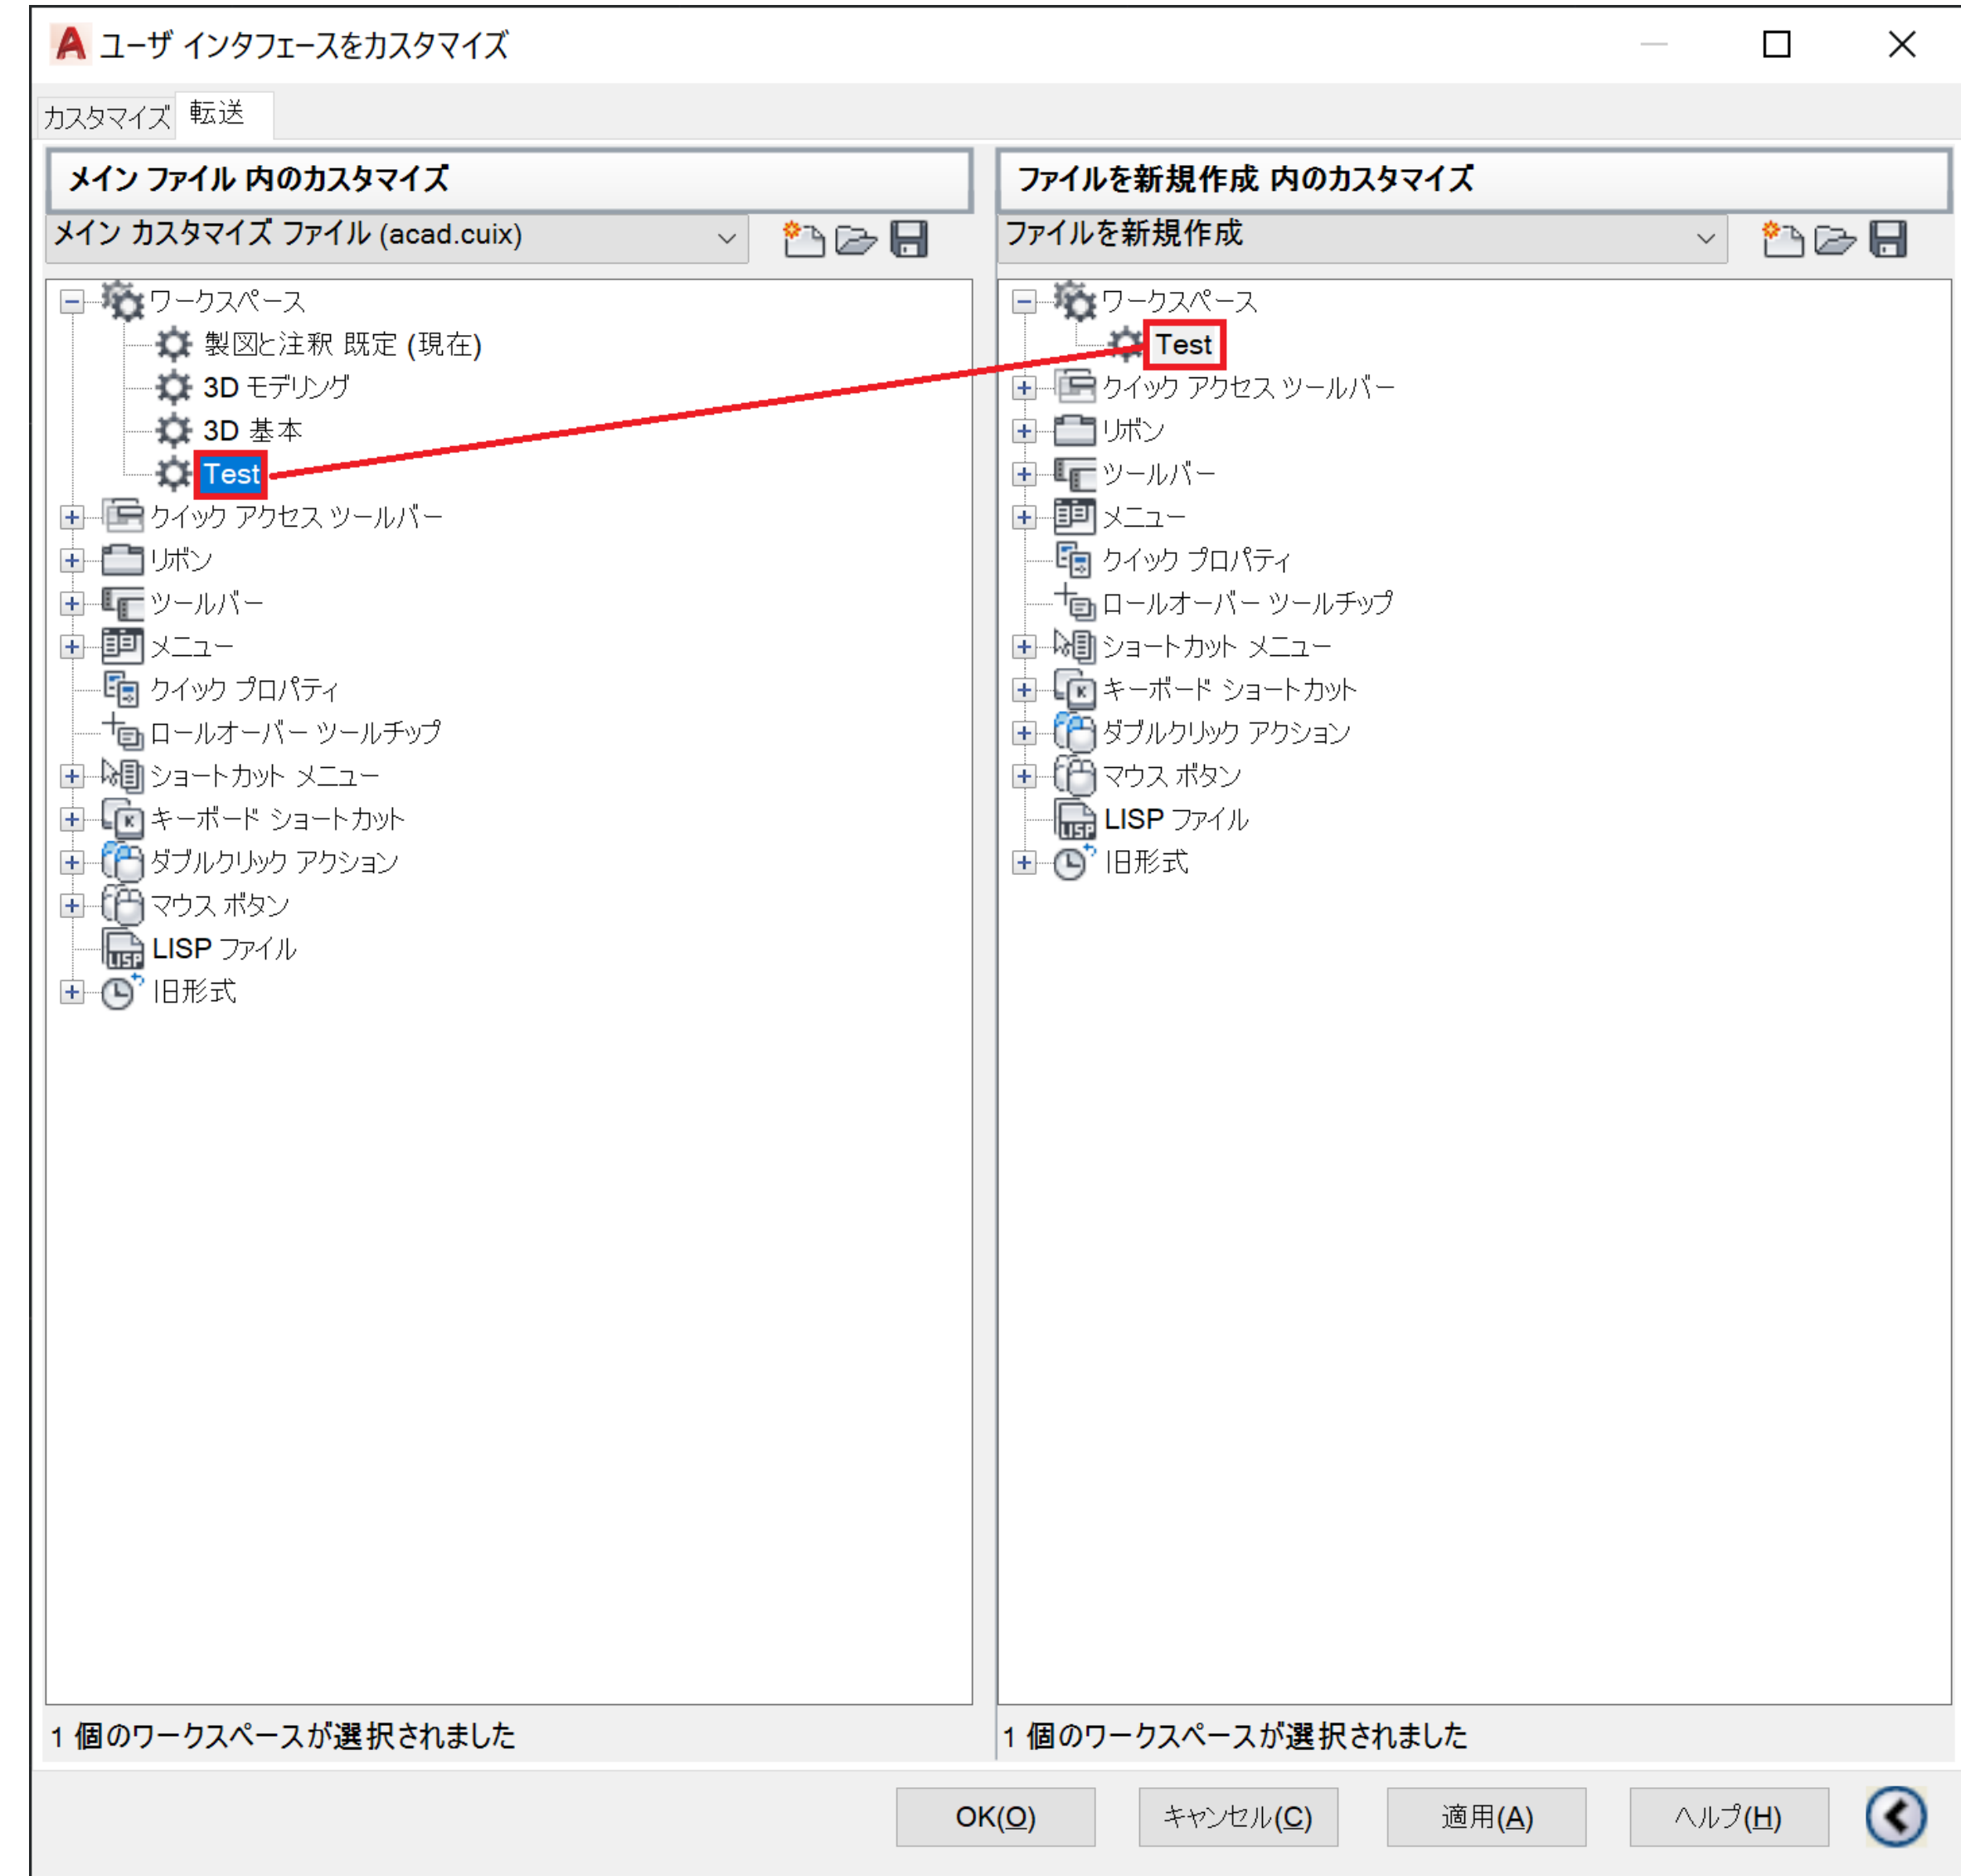 ユーザ インタフェースをカスタマイズ
カスタマイズ 転送
メイン ファイル 内のカスタマイズ
メイン カスタマイズ ファイル (acad.cuix)
ワークスペース
製図と注釈 既定 (現在)
3D モデリング
3D 基本
Test
クイック アクセス ツールバー
リボン
ツールバー
メニュー
クイック プロパティ
ロールオーバー ツールチップ
ショートカット メニュー
キーボード ショートカット
ダブルクリック アクション
マウス ボタン
LISP ファイル
旧形式
1 個のワークスペースが選択されました
ファイルを新規作成 内のカスタマイズ
ファイルを新規作成
ワークスペース
Test
クイック アクセス ツールバー
リボン
ツールバー
メニュー
クイック プロパティ
ロールオーバー ツールチップ
ショートカット メニュー
キーボード ショートカット
ダブルクリック アクション
マウス ボタン
LISP ファイル
旧形式
1 個のワークスペースが選択されました
OK(O) キャンセル(C) 適用(A) ヘルプ(H)